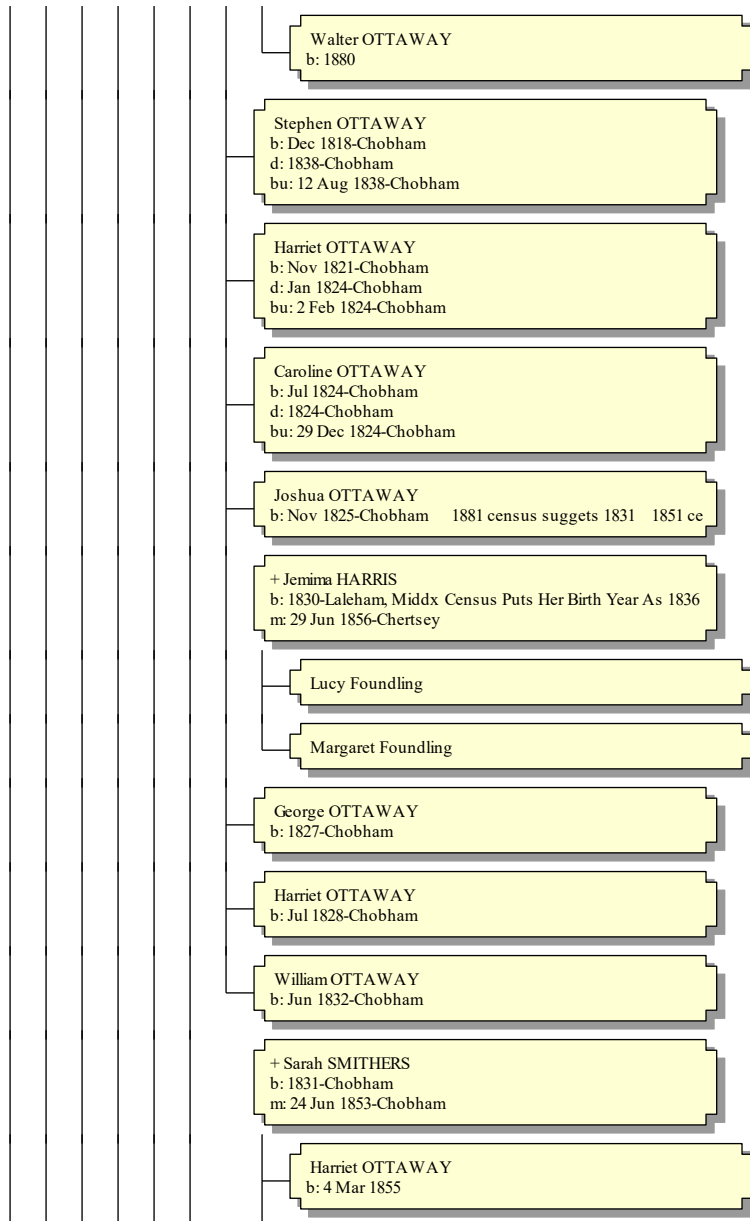 Walter OTTAWAY
b: 1880
Stephen OTTAWAY
b: Dec 1818-Chobham
d: 1838-Chobham
bu: 12 Aug 1838-Chobham
Harriet OTTAWAY
b: Nov 1821-Chobham
d: Jan 1824-Chobham
bu: 2 Feb 1824-Chobham
Caroline OTTAWAY
b: Jul 1824-Chobham
d: 1824-Chobham
bu: 29 Dec 1824-Chobham
Joshua OTTAWAY
b: Nov 1825-Chobham 1881 census suggets 1831 1851 ce
+ Jemima HARRIS
b: 1830-Laleham, Middx Census Puts Her Birth Year As 1836
m: 29 Jun 1856-Chertsey
Lucy Foundling
Margaret Foundling
George OTTAWAY
b: 1827-Chobham
Harriet OTTAWAY
b: Jul 1828-Chobham
William OTTAWAY
b: Jun 1832-Chobham
+ Sarah SMITHERS
b: 1831-Chobham
m: 24 Jun 1853-Chobham
Harriet OTTAWAY
b: 4 Mar 1855